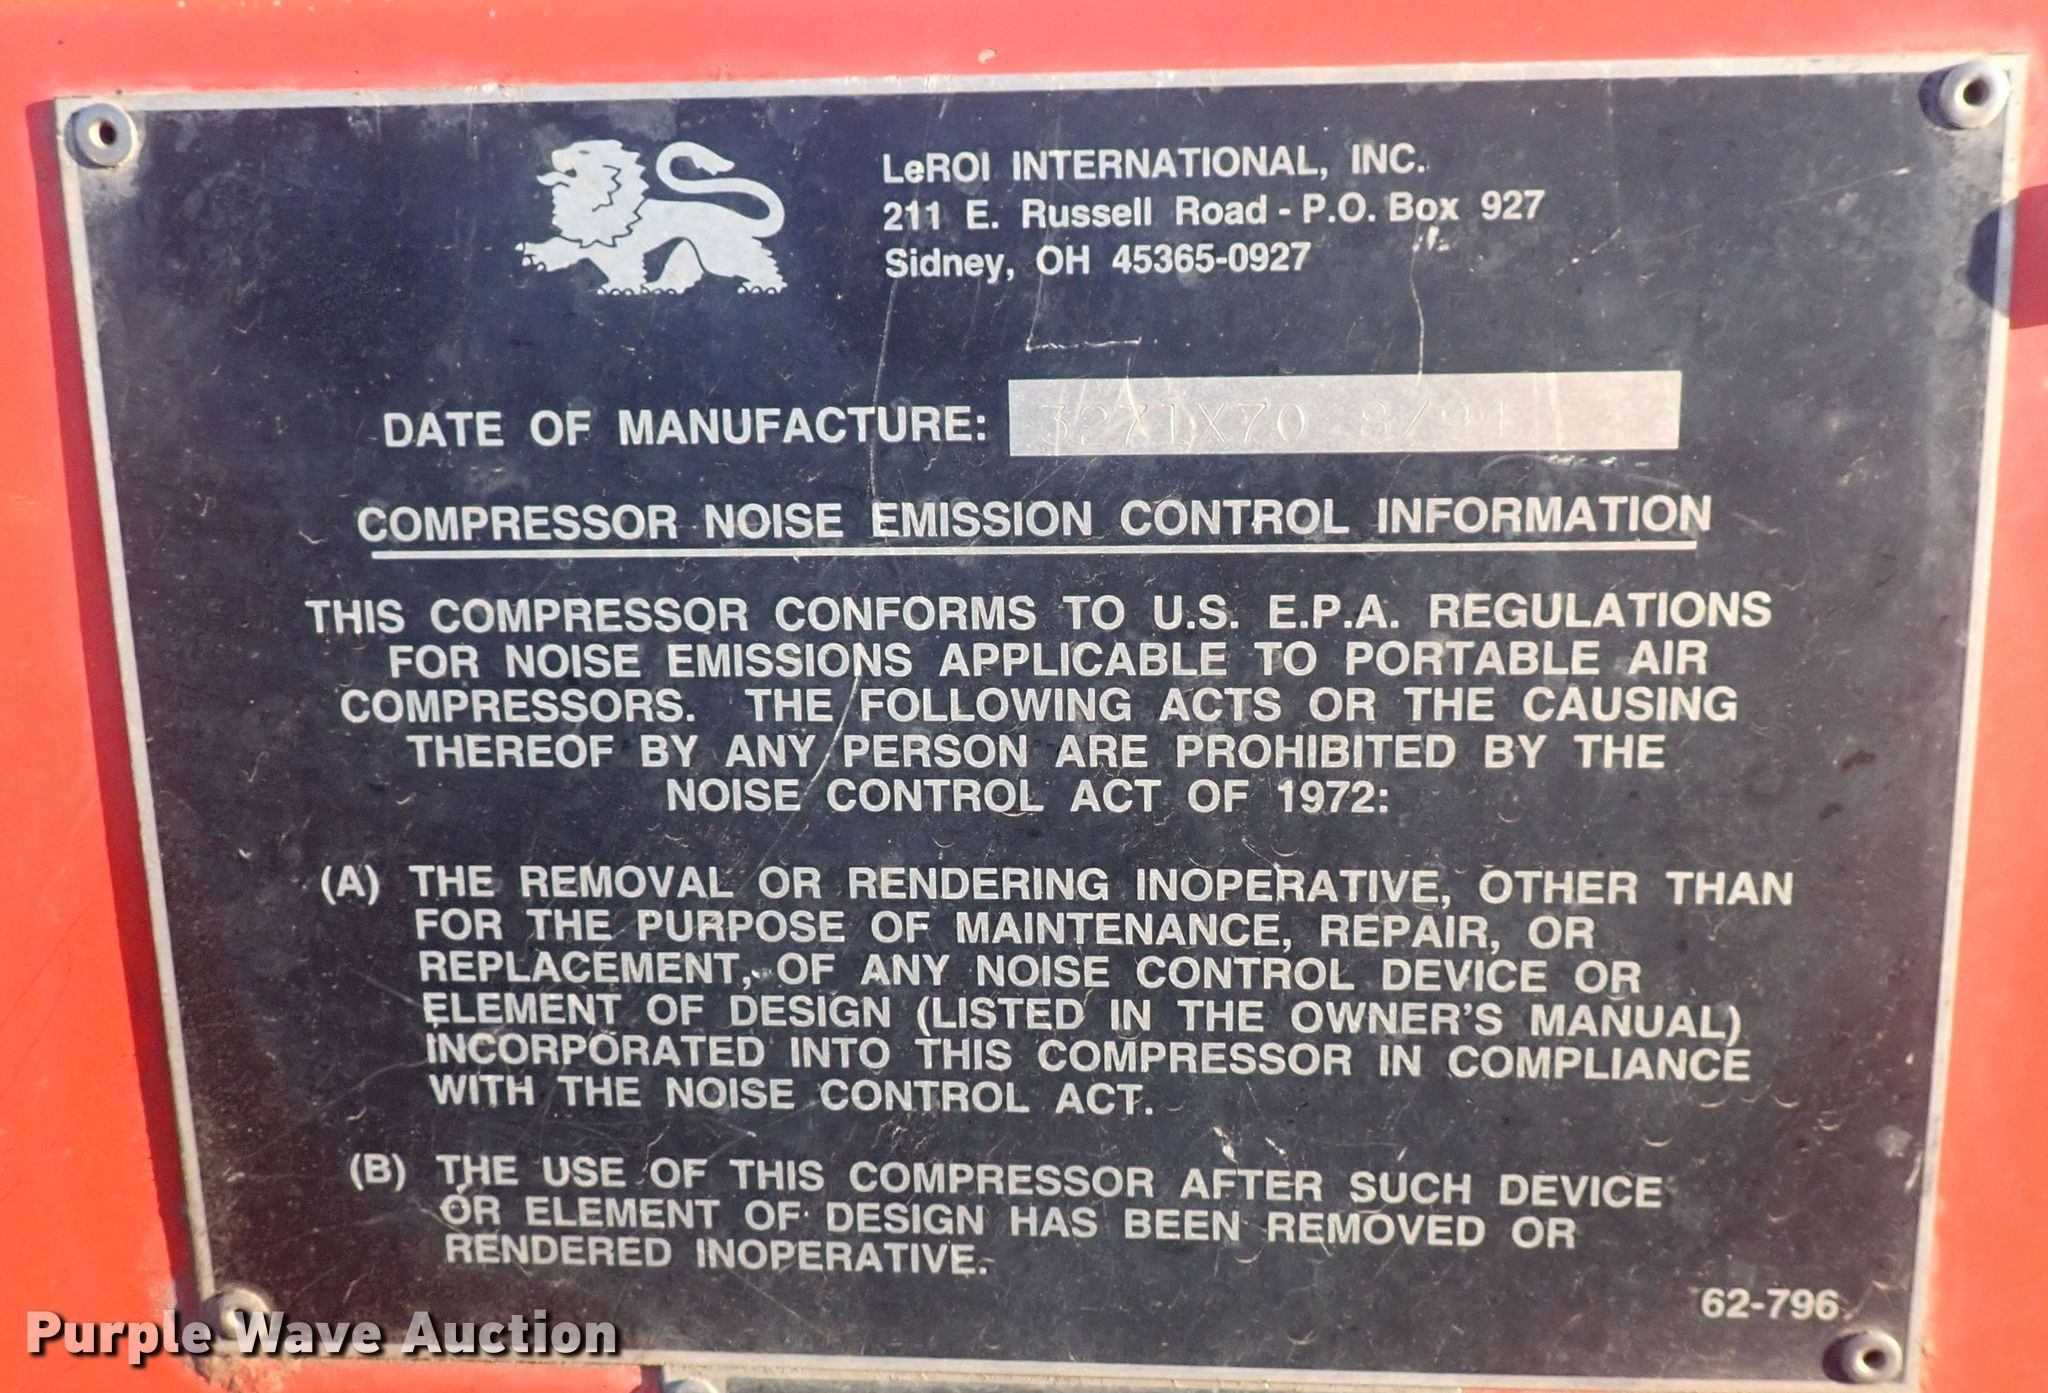 LeROI INTERNATIONAL, INC.
211 E. Russell Road - P.O. Box 927
Sidney, OH 45365-0927
DATE OF MANUFACTURE: 3271X70 8/94
COMPRESSOR NOISE EMISSION CONTROL INFORMATION
THIS COMPRESSOR CONFORMS TO U.S. E.P.A. REGULATIONS
FOR NOISE EMISSIONS APPLICABLE TO PORTABLE AIR
COMPRESSORS. THE FOLLOWING ACTS OR THE CAUSING
THEREOF BY ANY PERSON ARE PROHIBITED BY THE
NOISE CONTROL ACT OF 1972:
(A) THE REMOVAL OR RENDERING INOPERATIVE, OTHER THAN
FOR THE PURPOSE OF MAINTENANCE, REPAIR, OR
REPLACEMENT, OF ANY NOISE CONTROL DEVICE OR
ELEMENT OF DESIGN (LISTED IN THE OWNER'S MANUAL)
INCORPORATED INTO THIS COMPRESSOR IN COMPLIANCE
WITH THE NOISE CONTROL ACT.
(B) THE USE OF THIS COMPRESSOR AFTER SUCH DEVICE
OR ELEMENT OF DESIGN HAS BEEN REMOVED OR
RENDERED INOPERATIVE.
62-796
Purple Wave Auction